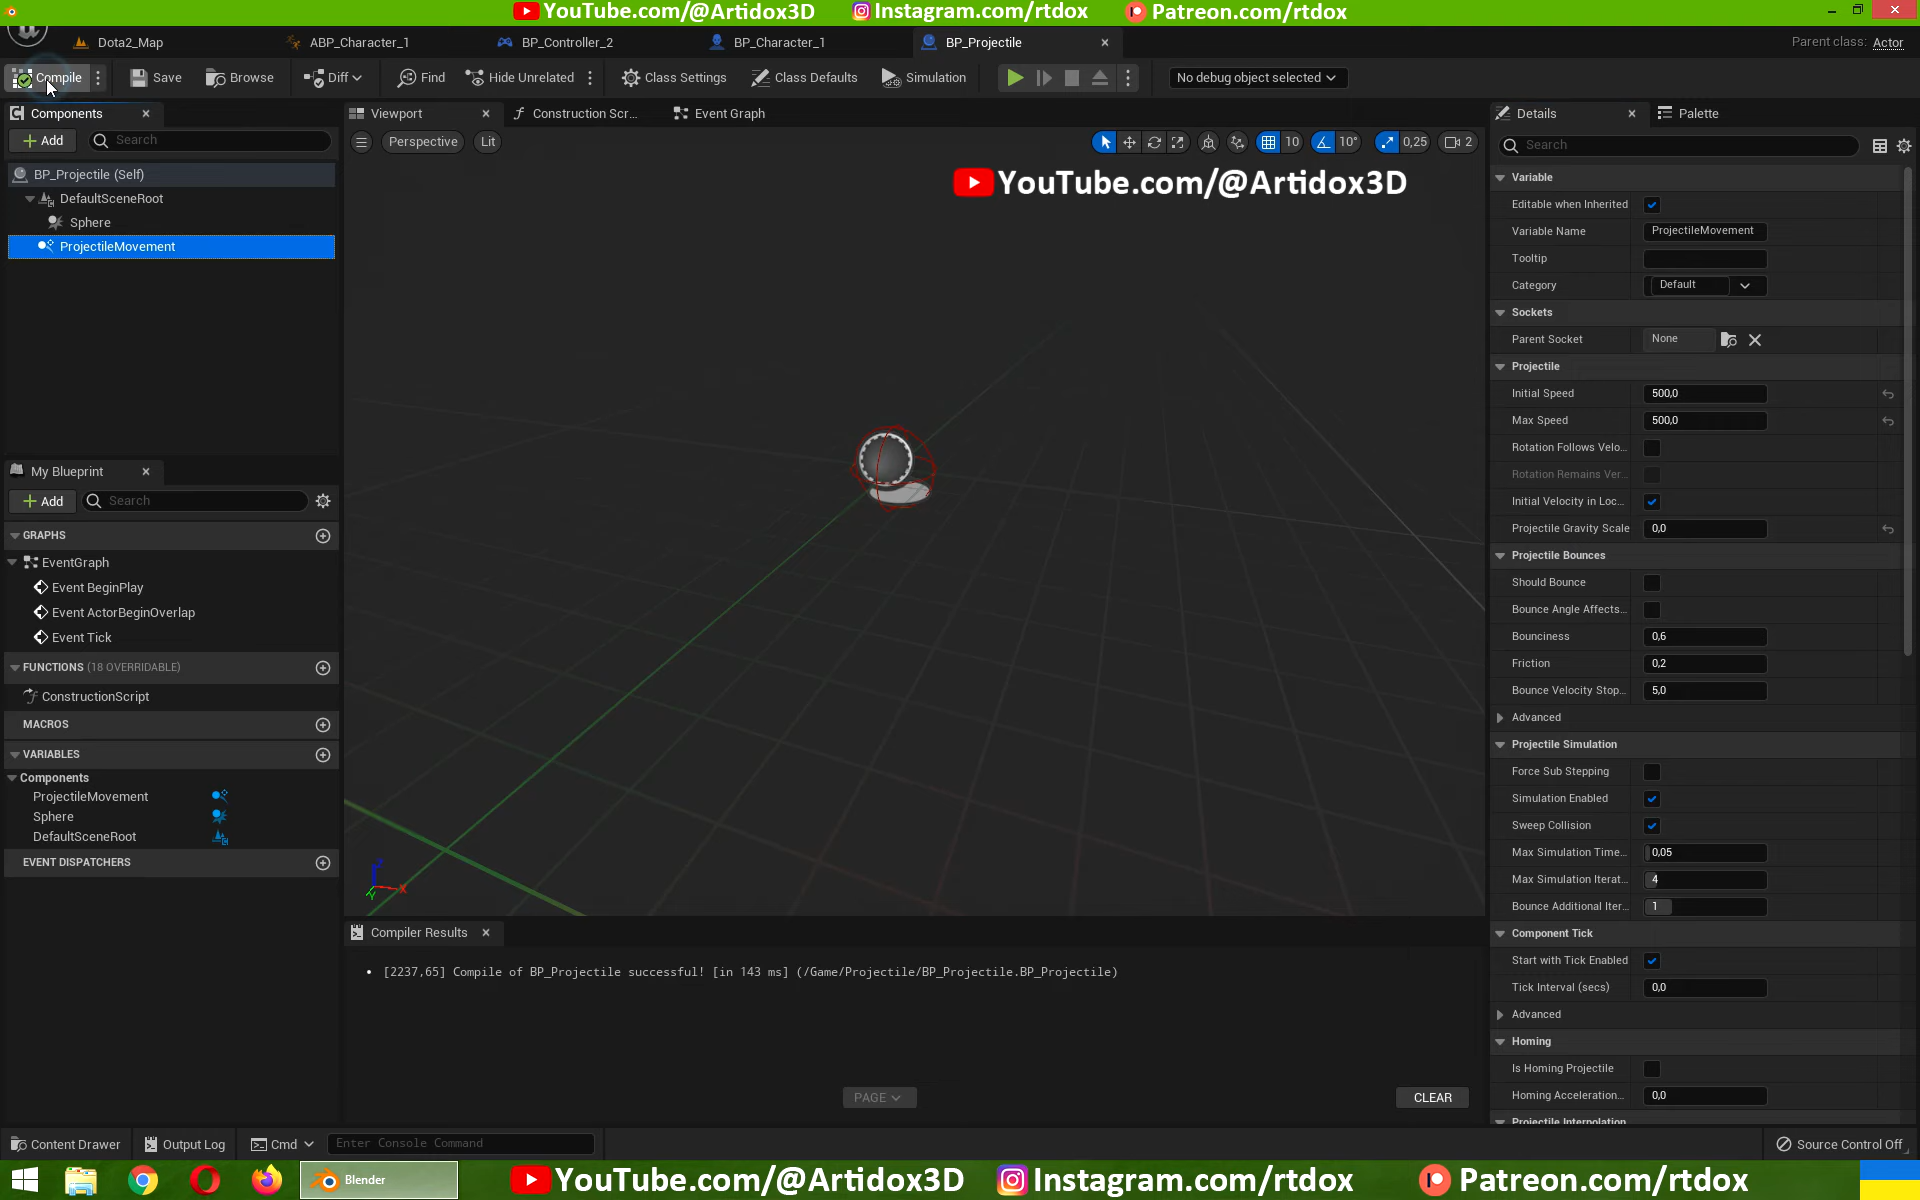 YouTube.com/@Artidox3D Instagram.com/rtdox Patreon.com/rtdox
Dota2_Map ABP_Character_1 BP_Controller_2 BP_Character_1 BP_Projectile Parent class: Actor
Compile Save Browse Diff Find Hide Unrelated Class Settings Class Defaults Simulation No debug object selected
Components Viewport Construction Scr... Event Graph Details Palette
Add Search Perspective Lit 10 10° 0,25 2 Search
BP_Projectile (Self)
DefaultSceneRoot
Sphere
ProjectileMovement
YouTube.com/@Artidox3D
Variable
Editable when Inherited
Variable Name ProjectileMovement
Tooltip
Category Default
Sockets
Parent Socket None
Projectile
Initial Speed 500,0
Max Speed 500,0
Rotation Follows Velo...
Rotation Remains Ver...
Initial Velocity in Loc...
Projectile Gravity Scale 0,0
Projectile Bounces
Should Bounce
Bounce Angle Affects...
Bounciness 0,6
Friction 0,2
Bounce Velocity Stop... 5,0
Advanced
Projectile Simulation
Force Sub Stepping
Simulation Enabled
Sweep Collision
Max Simulation Time... 0,05
Max Simulation Iterat... 4
Bounce Additional Iter... 1
Component Tick
Start with Tick Enabled
Tick Interval (secs) 0,0
Advanced
Homing
Is Homing Projectile
Homing Acceleration... 0,0
Projectile Interpolation
My Blueprint
Add Search
GRAPHS
EventGraph
Event BeginPlay
Event ActorBeginOverlap
Event Tick
FUNCTIONS (18 OVERRIDABLE)
ConstructionScript
MACROS
VARIABLES
Components
ProjectileMovement
Sphere
DefaultSceneRoot
EVENT DISPATCHERS
Z X Y
Compiler Results
[2237,65] Compile of BP_Projectile successful! [in 143 ms] (/Game/Projectile/BP_Projectile.BP_Projectile)
PAGE CLEAR
Content Drawer Output Log Cmd Enter Console Command Source Control Off
Blender YouTube.com/@Artidox3D Instagram.com/rtdox Patreon.com/rtdox